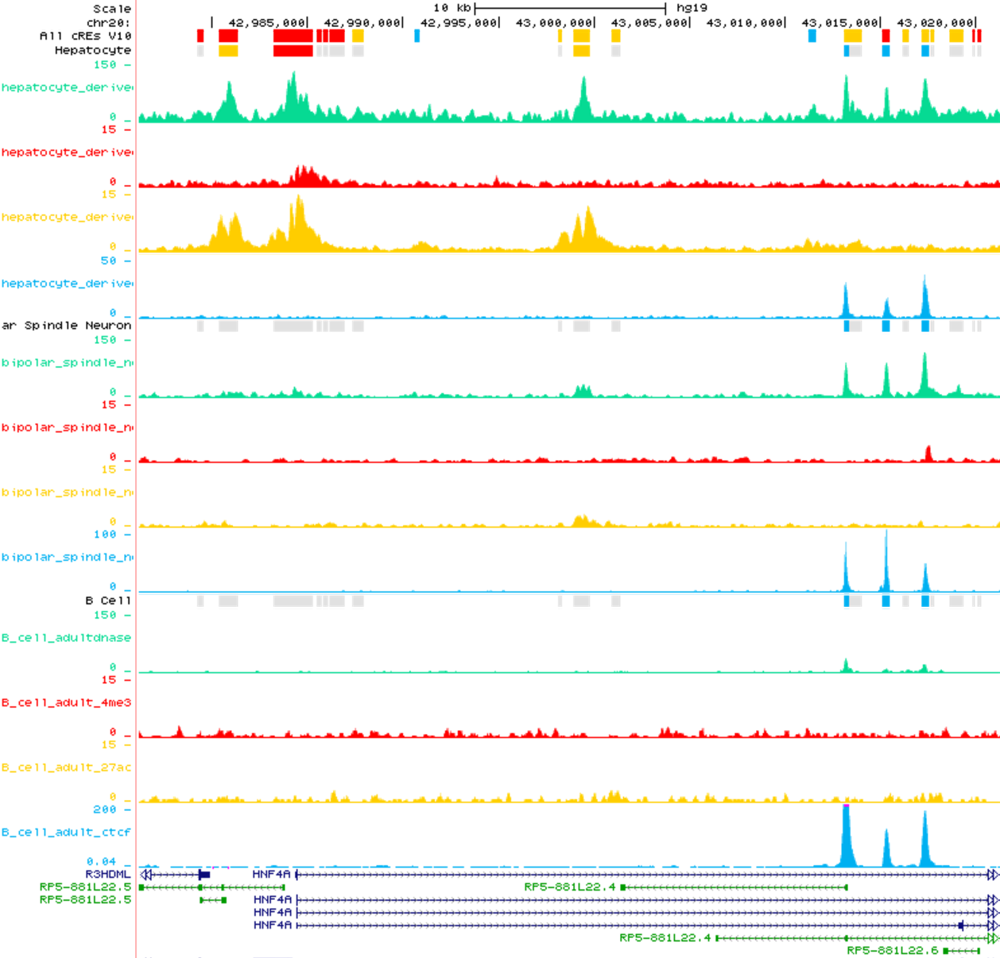 Scale 10 kb hg19
chr20: 42,985,000 42,990,000 42,995,000 43,000,000 43,005,000 43,010,000 43,015,000 43,020,000
All cREs V10
Hepatocyte
150
hepatocyte_derive
0
15
hepatocyte_derive
0
15
hepatocyte_derive
0
50
hepatocyte_derive
0
ar Spindle Neuron
150
bipolar_spindle_n
0
15
bipolar_spindle_n
0
15
bipolar_spindle_n
0
100
bipolar_spindle_n
0
B Cell
150
B_cell_adultdnase
0
15
B_cell_adult_4me3
0
15
B_cell_adult_27ac
0
200
B_cell_adult_ctcf
0.04
R3HDML HNF4A
RP5-881L22.5 RP5-881L22.4
RP5-881L22.5 HNF4A
HNF4A
HNF4A
RP5-881L22.4
RP5-881L22.6